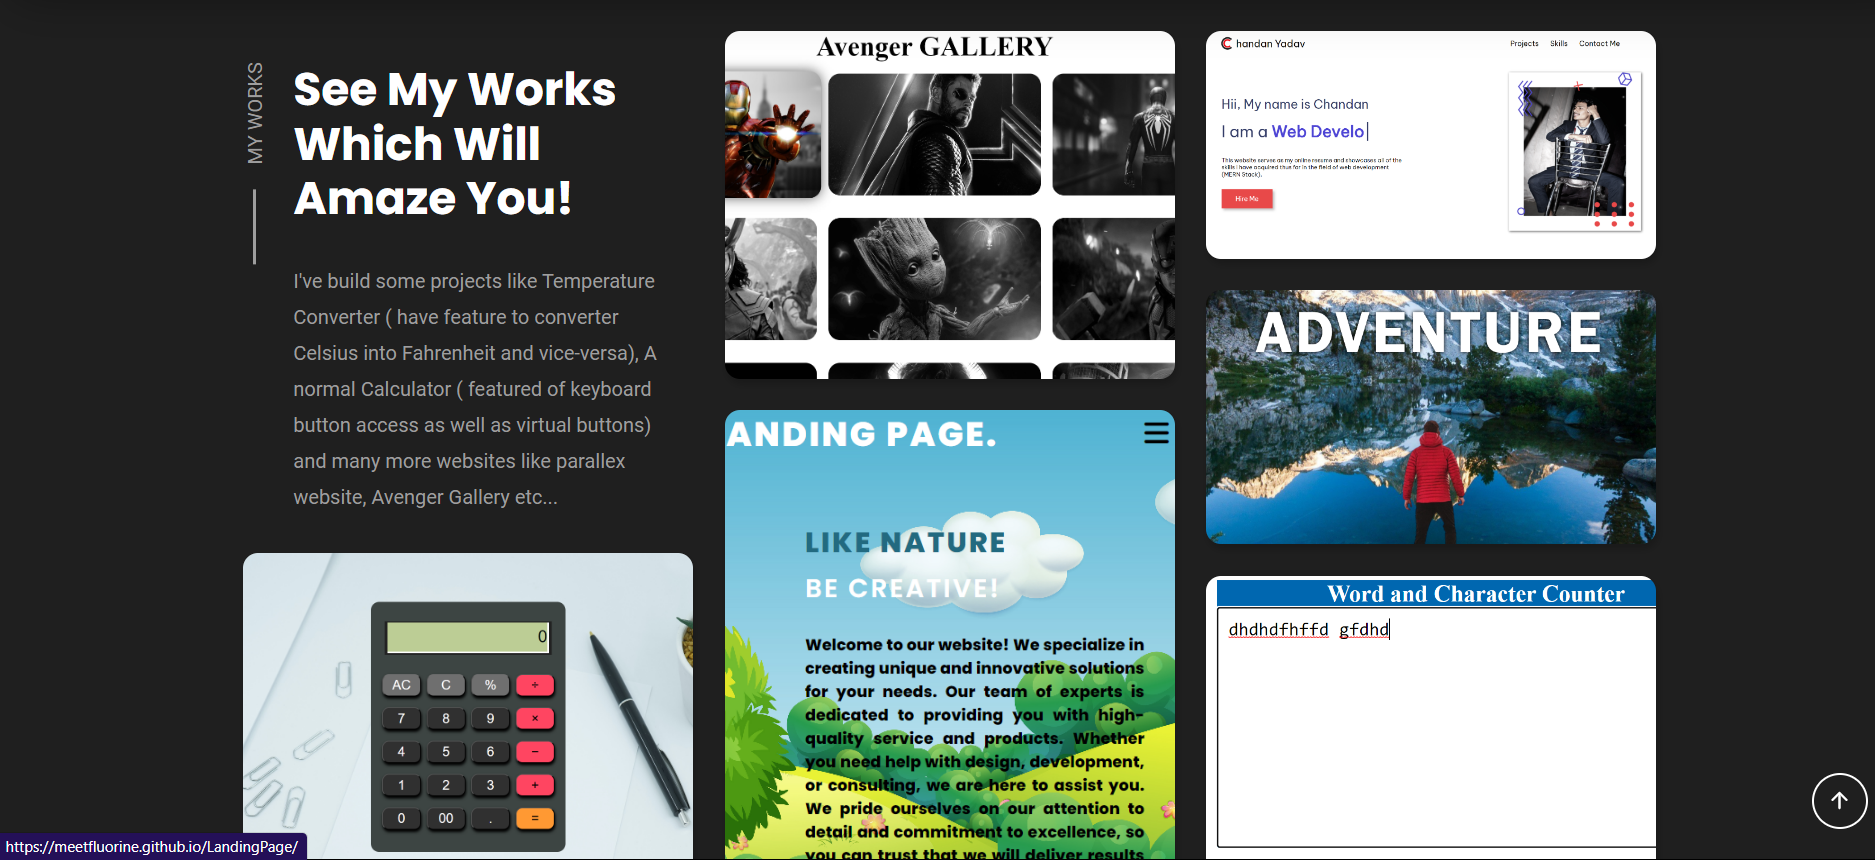 MY WORKS
See My Works
Which Will
Amaze You!
I've build some projects like Temperature
Converter ( have feature to converter
Celsius into Fahrenheit and vice-versa), A
normal Calculator ( featured of keyboard
button access as well as virtual buttons)
and many more websites like parallex
website, Avenger Gallery etc...
0
AC C % ÷
7 8 9 ×
4 5 6 −
1 2 3 +
0 00 . =
Avenger GALLERY
ANDING PAGE.
LIKE NATURE
BE CREATIVE!
Welcome to our website! We specialize in
creating unique and innovative solutions
for your needs. Our team of experts is
dedicated to providing you with high-
quality service and products. Whether
you need help with design, development,
or consulting, we are here to assist you.
We pride ourselves on our attention to
detail and commitment to excellence, so
you can trust that we will deliver results
Chandan Yadav
Projects Skills Contact Me
Hii, My name is Chandan
I am a Web Develo
This website serves as my online resume and showcases all of the
skills I have acquired thus far in the field of web development
(MERN Stack).
Hire Me
ADVENTURE
Word and Character Counter
dhdhdfhffd gfdhd
https://meetfluorine.github.io/LandingPage/